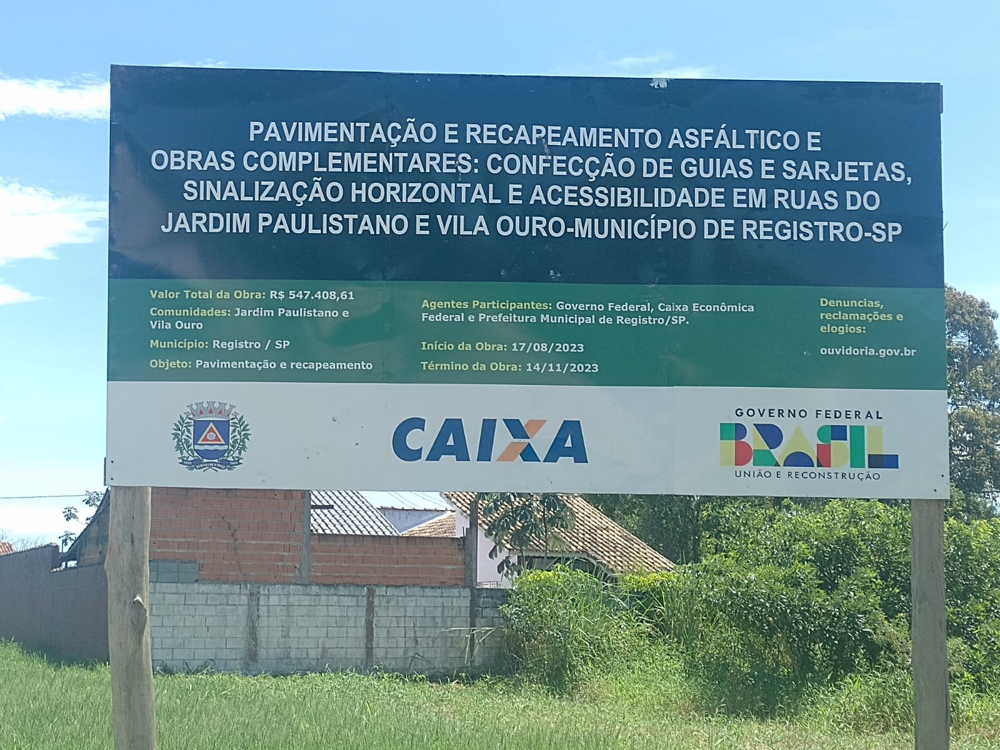 PAVIMENTAÇÃO E RECAPEAMENTO ASFÁLTICO E
OBRAS COMPLEMENTARES: CONFECÇÃO DE GUIAS E SARJETAS,
SINALIZAÇÃO HORIZONTAL E ACESSIBILIDADE EM RUAS DO
JARDIM PAULISTANO E VILA OURO-MUNICÍPIO DE REGISTRO-SP
Valor Total da Obra: R$ 547.408,61
Comunidades: Jardim Paulistano e
Vila Ouro
Município: Registro / SP
Objeto: Pavimentação e recapeamento
Agentes Participantes: Governo Federal, Caixa Econômica
Federal e Prefeitura Municipal de Registro/SP.
Início da Obra: 17/08/2023
Término da Obra: 14/11/2023
Denuncias,
reclamações e
elogios:
ouvidoria.gov.br
REGISTRO
CAIXA
GOVERNO FEDERAL
BRASIL
UNIÃO E RECONSTRUÇÃO